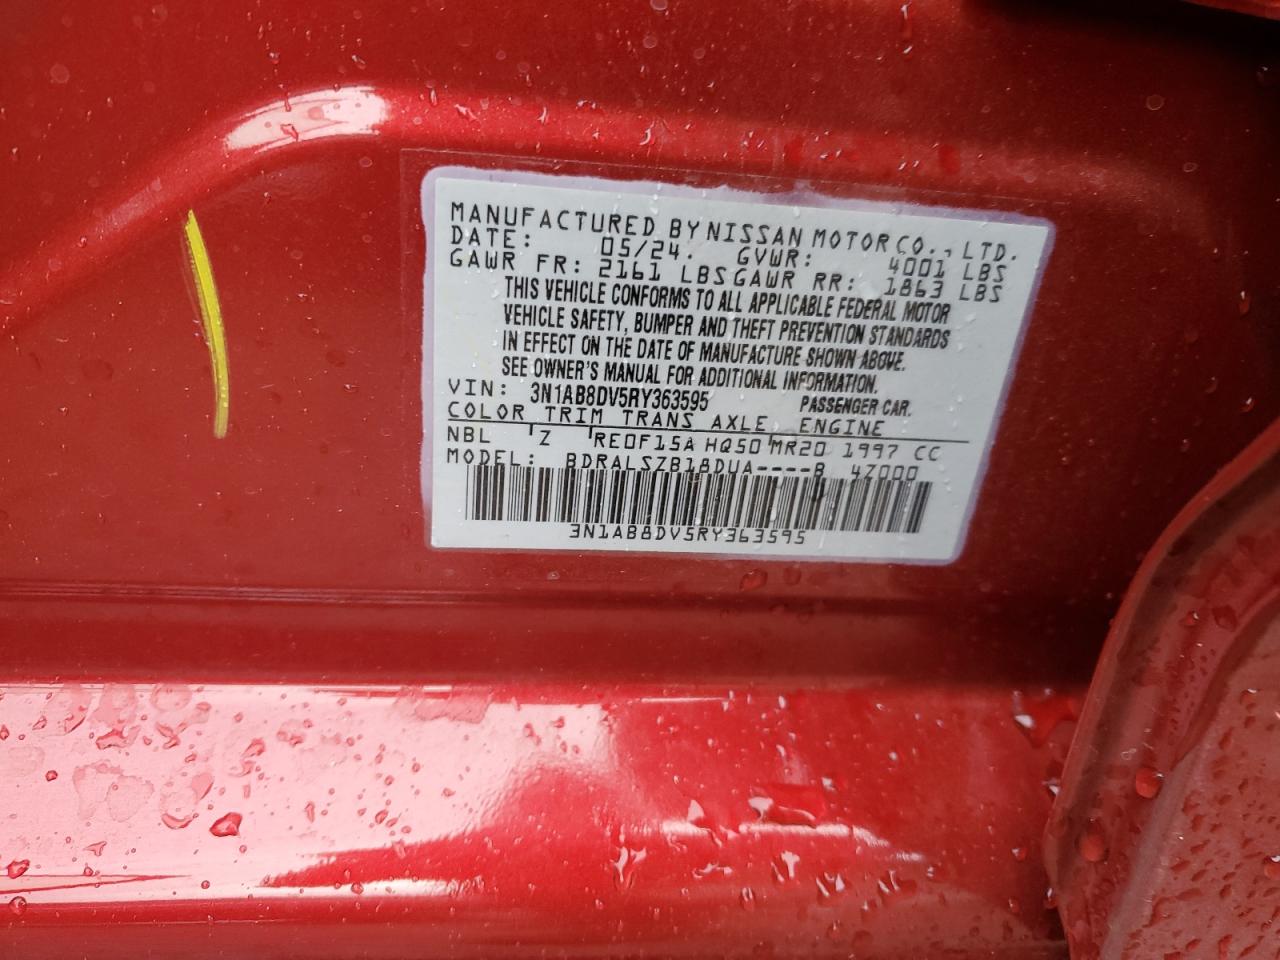 MANUFACTURED BY NISSAN MOTOR CO., LTD.
DATE: 05/24. GVWR: 4001 LBS
GAWR FR: 2161 LBS GAWR RR: 1863 LBS
THIS VEHICLE CONFORMS TO ALL APPLICABLE FEDERAL MOTOR
VEHICLE SAFETY, BUMPER AND THEFT PREVENTION STANDARDS
IN EFFECT ON THE DATE OF MANUFACTURE SHOWN ABOVE.
SEE OWNER'S MANUAL FOR ADDITIONAL INFORMATION.
VIN: 3N1AB8DV5RY363595 PASSENGER CAR.
COLOR TRIM TRANS AXLE ENGINE
NBL Z RE0F15A HQ50 MR20 1997 CC
MODEL: BDRALSZB18DUA----B 4Z000
3N1AB8DV5RY363595